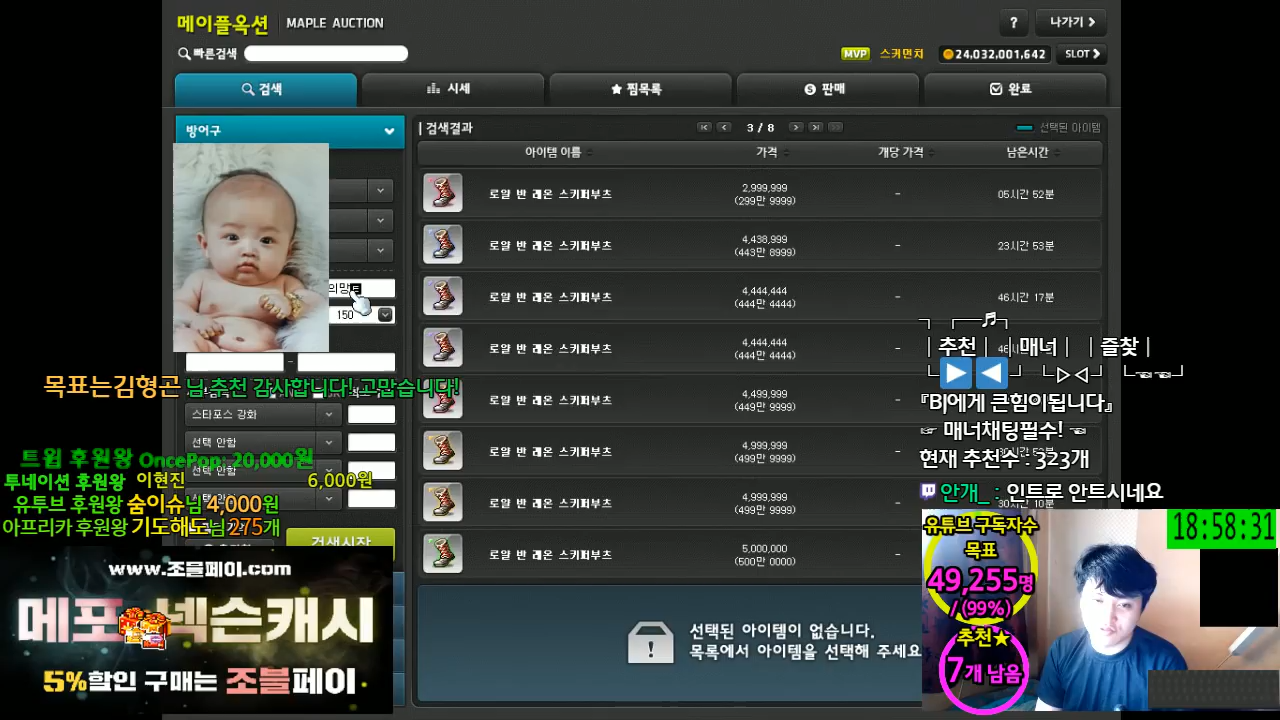 메이플옥션 MAPLE AUCTION
? 나가기
빠른검색
MVP 스커먼치 24,032,001,642 SLOT
검색 시세 찜목록 판매 완료
방어구
검색결과 3 / 8 선택된 아이템
아이템 이름 가격 개당 가격 남은시간
로얄 반 레온 스키퍼부츠 2,999,999 (299만 9999) - 05시간 52분
로얄 반 레온 스키퍼부츠 4,438,999 (443만 8999) - 23시간 53분
로얄 반 레온 스키퍼부츠 4,444,444 (444만 4444) - 46시간 17분
로얄 반 레온 스키퍼부츠 4,444,444 (444만 4444) -
로얄 반 레온 스키퍼부츠 4,499,999 (449만 9999) -
로얄 반 레온 스키퍼부츠 4,999,999 (499만 9999) -
로얄 반 레온 스키퍼부츠 4,999,999 (499만 9999) -
로얄 반 레온 스키퍼부츠 5,000,000 (500만 0000) -
의망토
150
목표는김형곤 님 추천 감사합니다! 고맙습니다!
스타포스 강화
선택 안함
선택 안함
트윕 후원왕 OncePop: 20,000원
투네이션 후원왕 이현진 6,000원
유투브 후원왕 숨이슈님 4,000원
아프리카 후원왕 기도해도님 275개
검색시작
www.조블페이.com
메포 넥슨캐시
5%할인 구매는 조블페이
선택된 아이템이 없습니다.
목록에서 아이템을 선택해 주세요
추천 매너 즐찾
『BJ에게 큰힘이됩니다』
☞ 매너채팅필수! ☜
현재 추천수 : 323개
안개_ : 인트로 안트시네요
유튜브 구독자수
목표
49,255명
/ (99%)
추천★
7개 남음
18:58:31